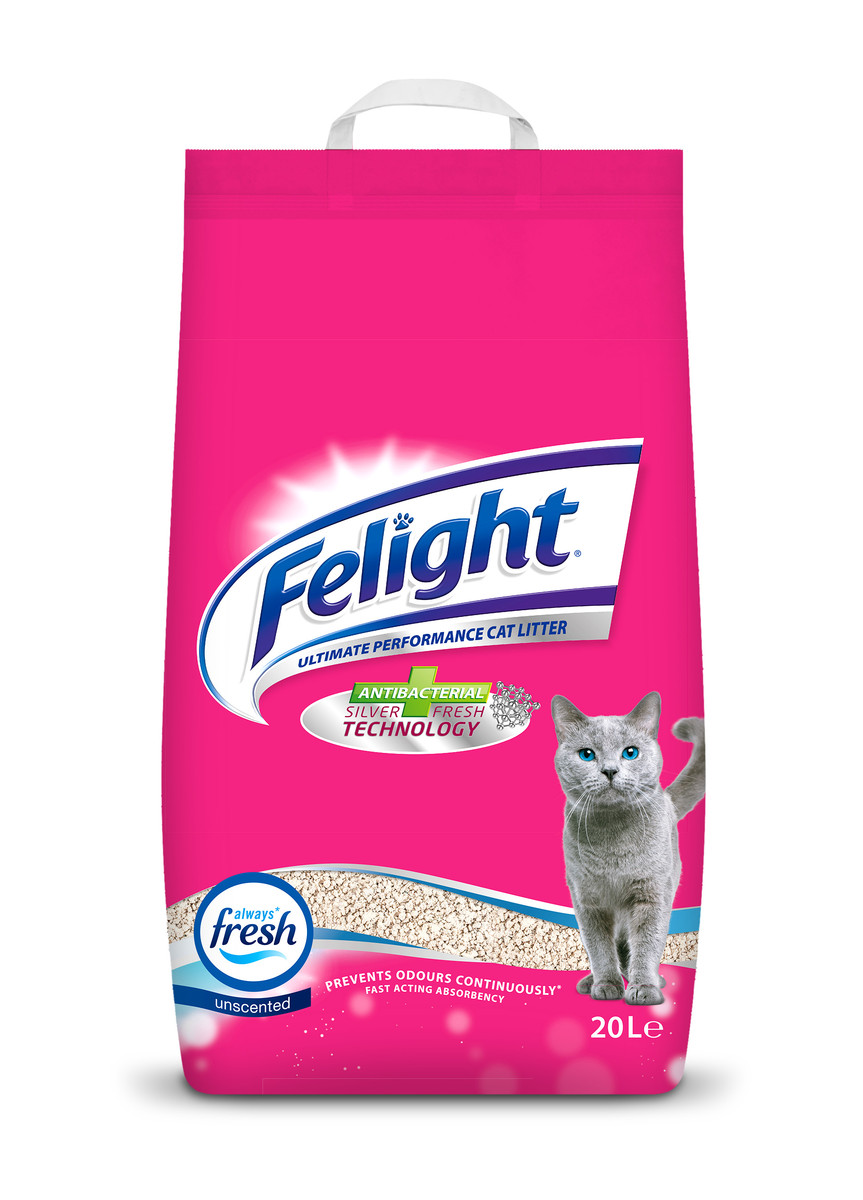 Felight®
ULTIMATE PERFORMANCE CAT LITTER
ANTIBACTERIAL
SILVER FRESH
TECHNOLOGY
always*
fresh
unscented
PREVENTS ODOURS CONTINUOUSLY*
FAST ACTING ABSORBENCY
20L℮